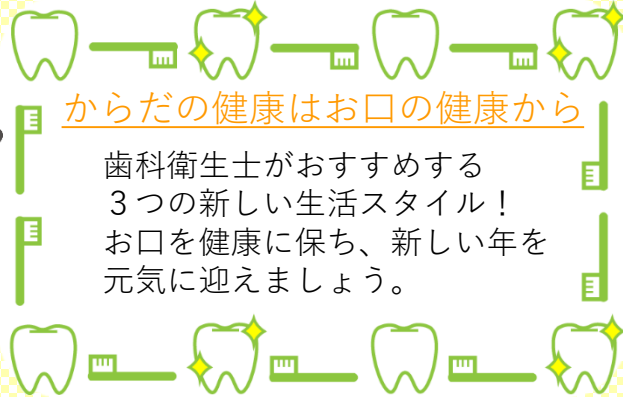 からだの健康はお口の健康から
歯科衛生士がおすすめする
３つの新しい生活スタイル！
お口を健康に保ち、新しい年を
元気に迎えましょう。